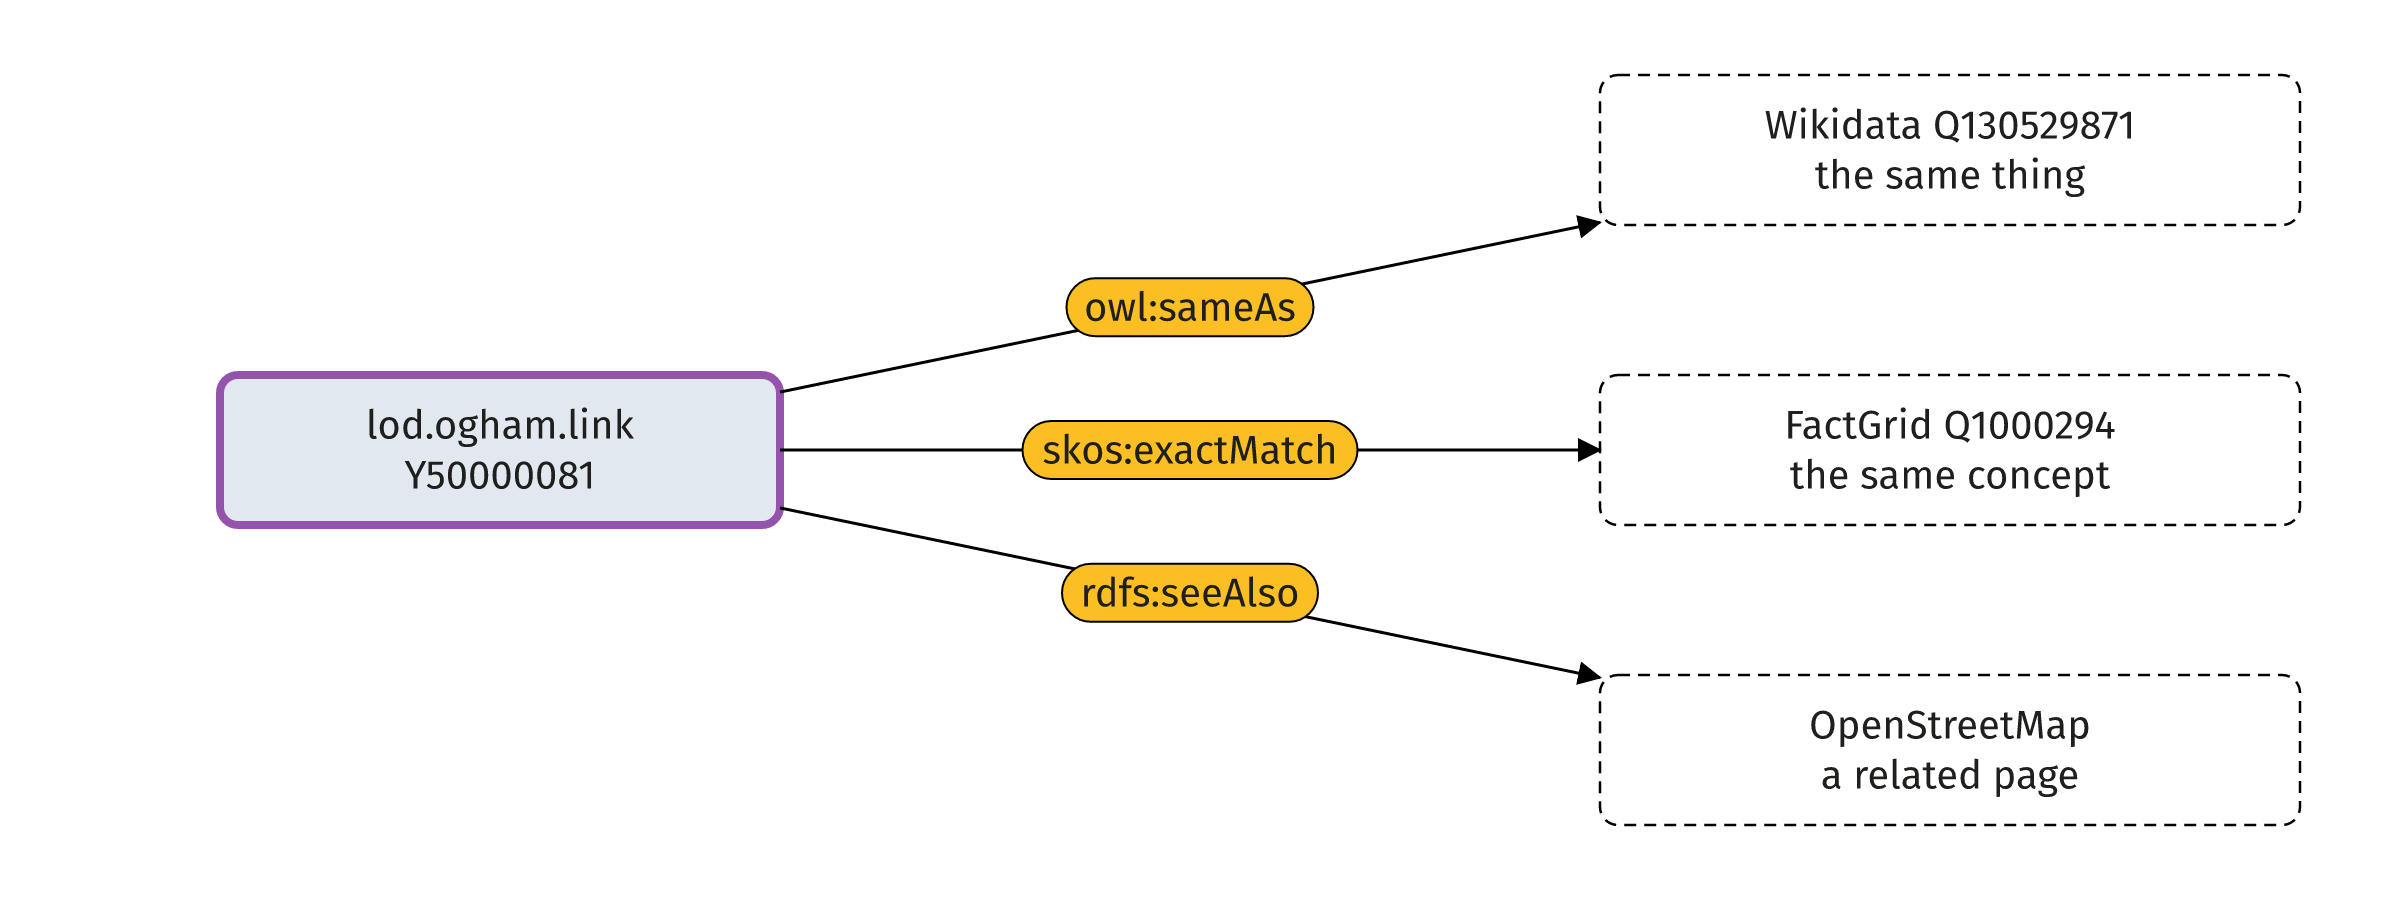 Wikidata Q130529871
the same thing
owl:sameAs
lod.ogham.link
Y50000081
skos:exactMatch
FactGrid Q1000294
the same concept
rdfs:seeAlso
OpenStreetMap
a related page